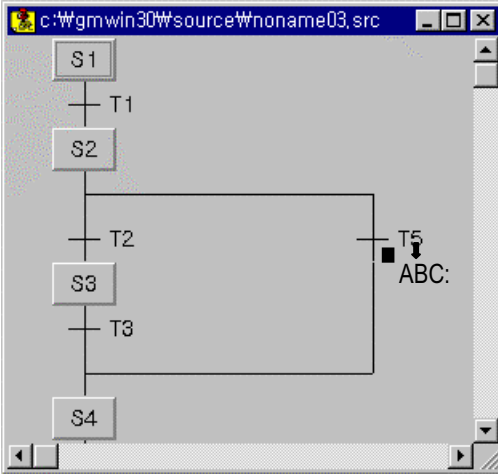 c:₩gmwin30₩source₩noname03,src
S1
T1
S2
T2
T5
S3
ABC:
T3
S4